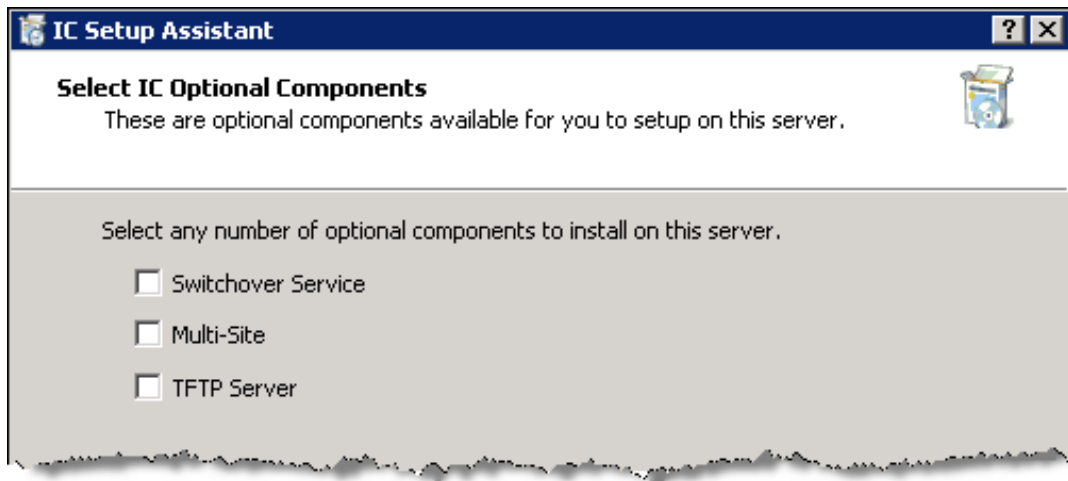 IC Setup Assistant
Select IC Optional Components
These are optional components available for you to setup on this server.
Select any number of optional components to install on this server.
Switchover Service
Multi-Site
TFTP Server